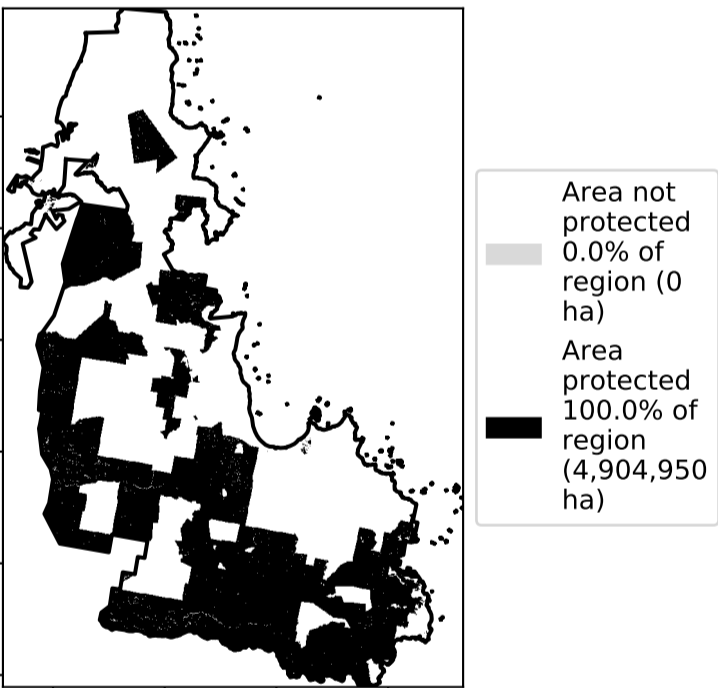 Area not
protected
0.0% of
region (0
ha)
Area
protected
100.0% of
region
(4,904,950
ha)